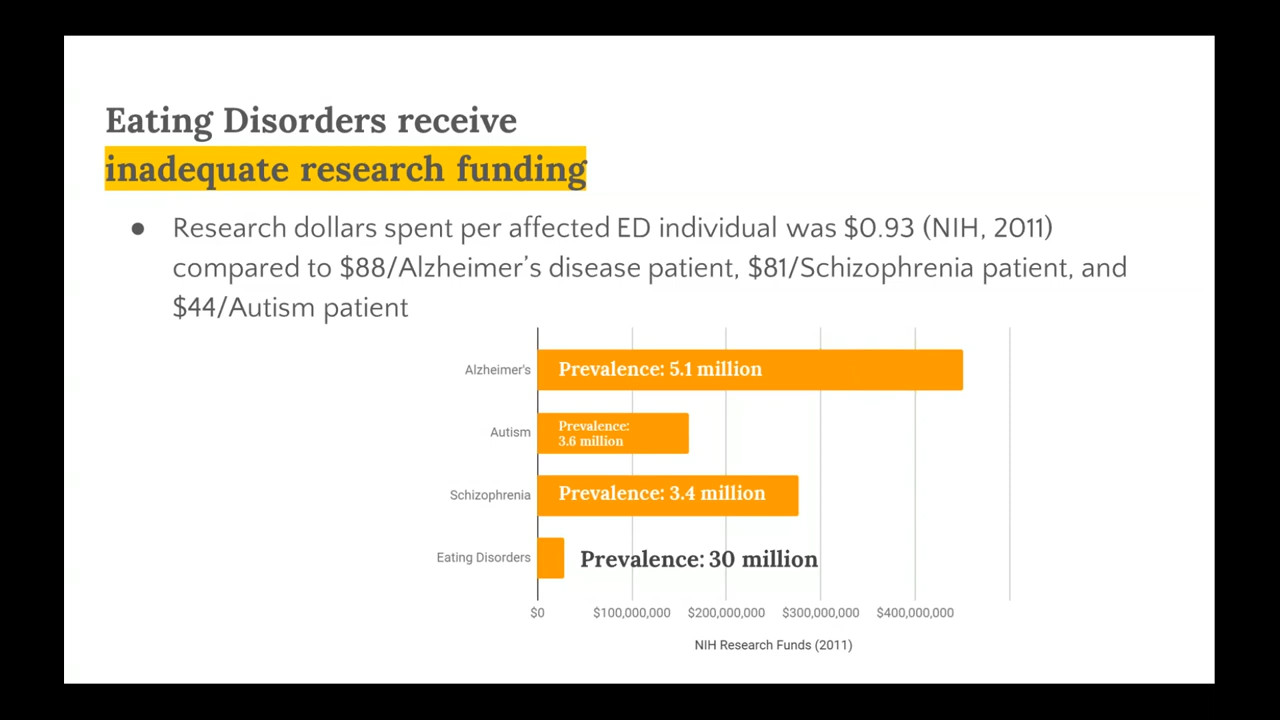 Eating Disorders receive
inadequate research funding
● Research dollars spent per affected ED individual was $0.93 (NIH, 2011)
compared to $88/Alzheimer’s disease patient, $81/Schizophrenia patient, and
$44/Autism patient
Alzheimer's
Prevalence: 5.1 million
Autism
Prevalence:
3.6 million
Schizophrenia
Prevalence: 3.4 million
Eating Disorders
Prevalence: 30 million
$0 $100,000,000 $200,000,000 $300,000,000 $400,000,000
NIH Research Funds (2011)